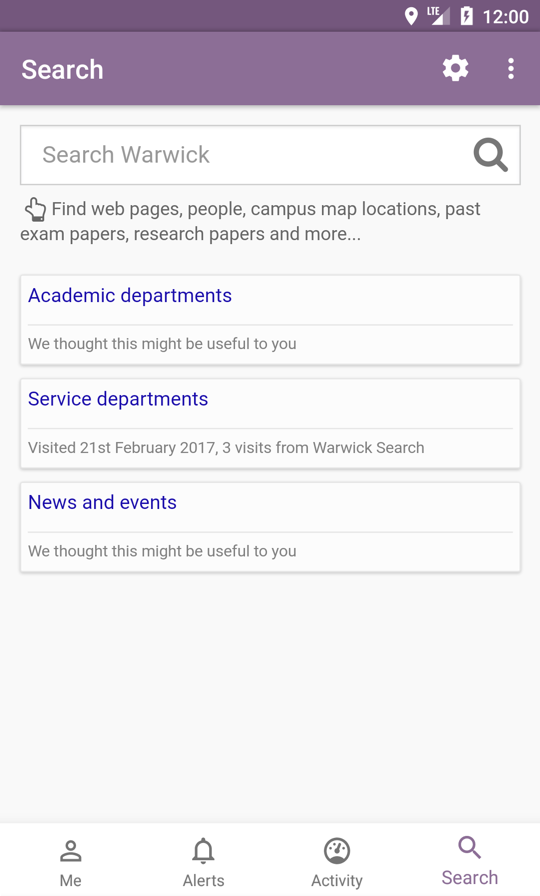 LTE 12:00
Search
Search Warwick
Find web pages, people, campus map locations, past
exam papers, research papers and more...
Academic departments
We thought this might be useful to you
Service departments
Visited 21st February 2017, 3 visits from Warwick Search
News and events
We thought this might be useful to you
Me Alerts Activity Search